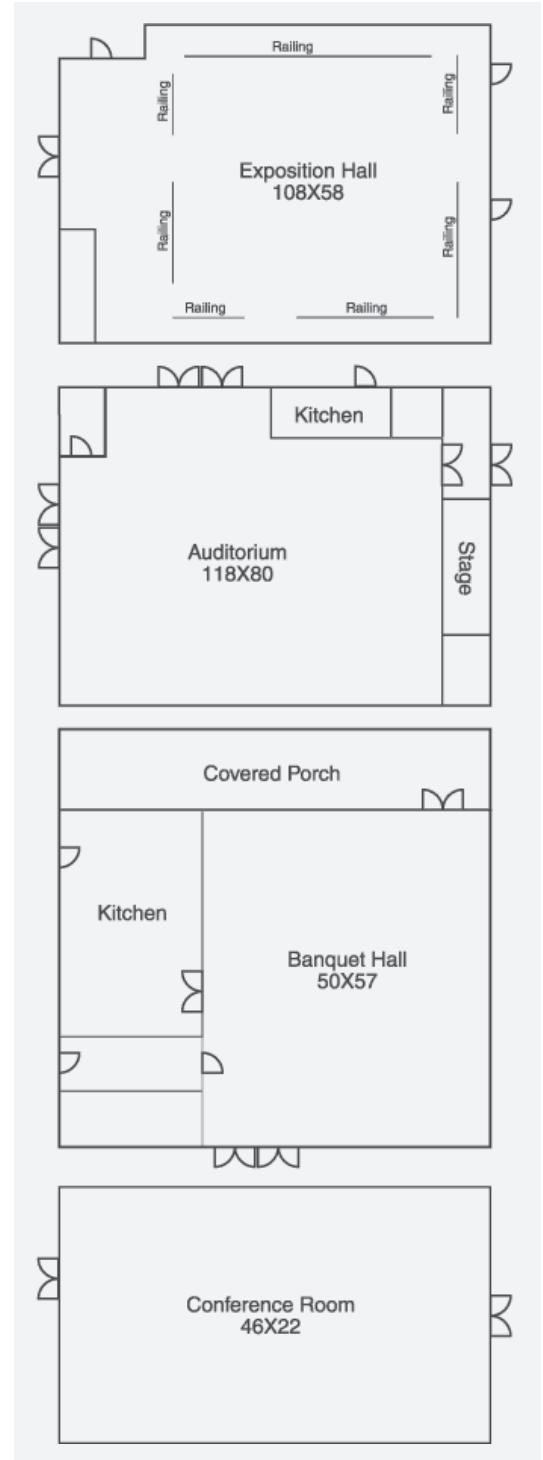 Railing
Railing
Railing
Exposition Hall
108X58
Railing
Railing
Railing
Railing
Kitchen
Auditorium
118X80
Stage
Covered Porch
Kitchen
Banquet Hall
50X57
Conference Room
46X22